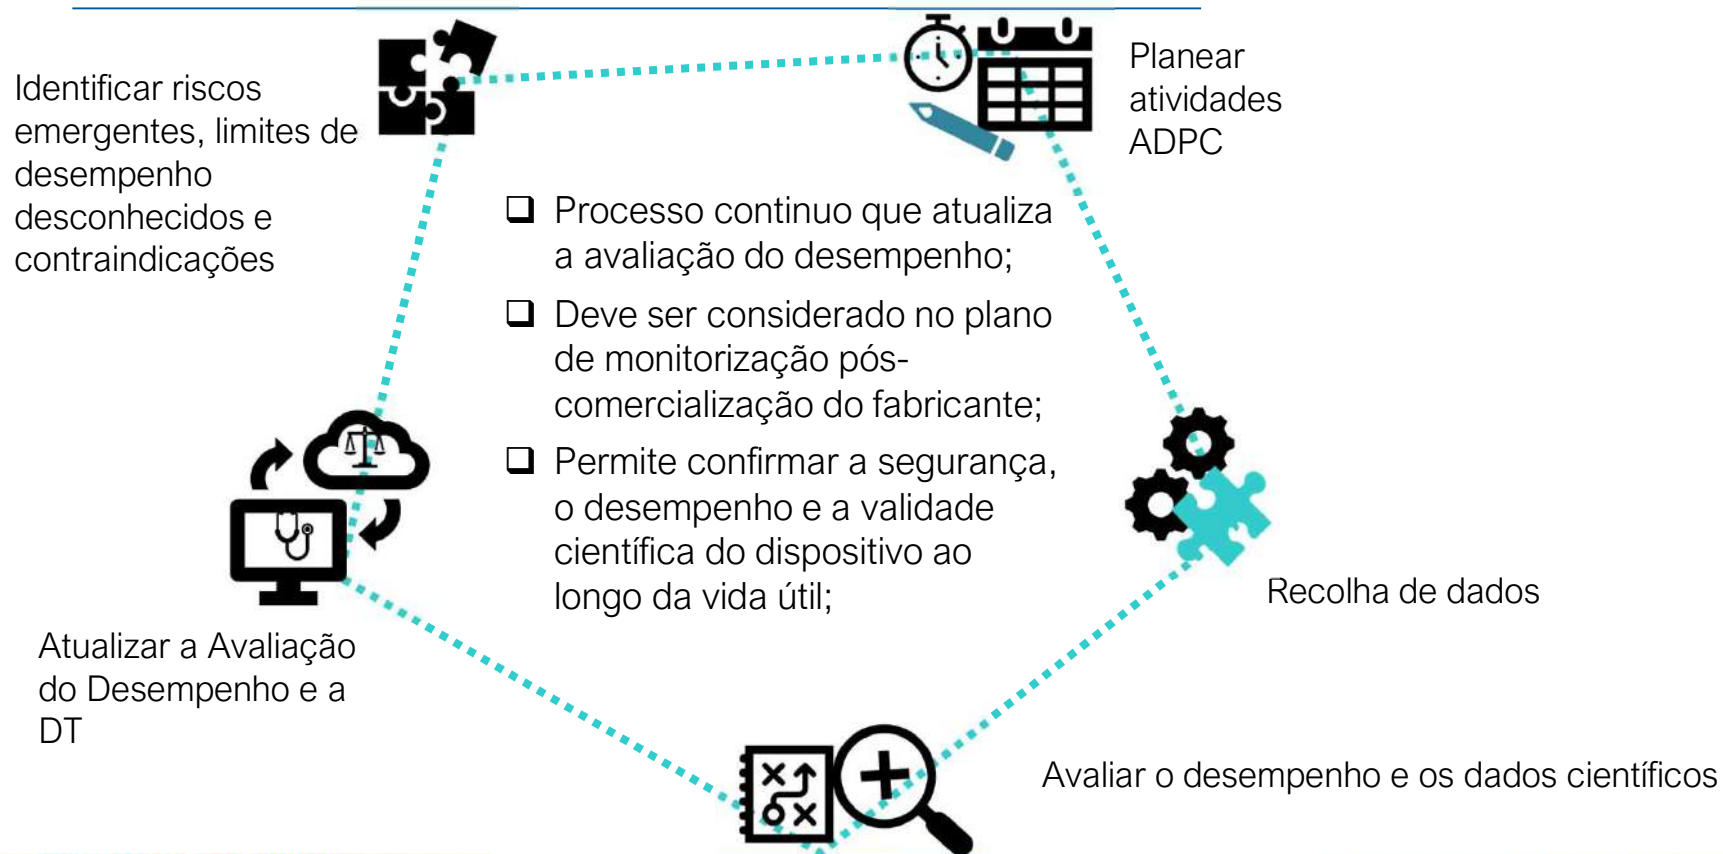 Identificar riscos
emergentes, limites de
desempenho
desconhecidos e
contraindicações
Planear
atividades
ADPC
Processo continuo que atualiza
a avaliação do desempenho;
Deve ser considerado no plano
de monitorização pós-
comercialização do fabricante;
Permite confirmar a segurança,
o desempenho e a validade
científica do dispositivo ao
longo da vida útil;
Recolha de dados
Atualizar a Avaliação
do Desempenho e a
DT
Avaliar o desempenho e os dados científicos